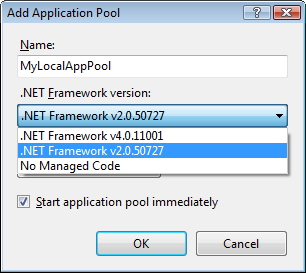 Add Application Pool
Name:
MyLocalAppPool
.NET Framework version:
.NET Framework v2.0.50727
.NET Framework v4.0.11001
.NET Framework v2.0.50727
No Managed Code
Start application pool immediately
OK Cancel